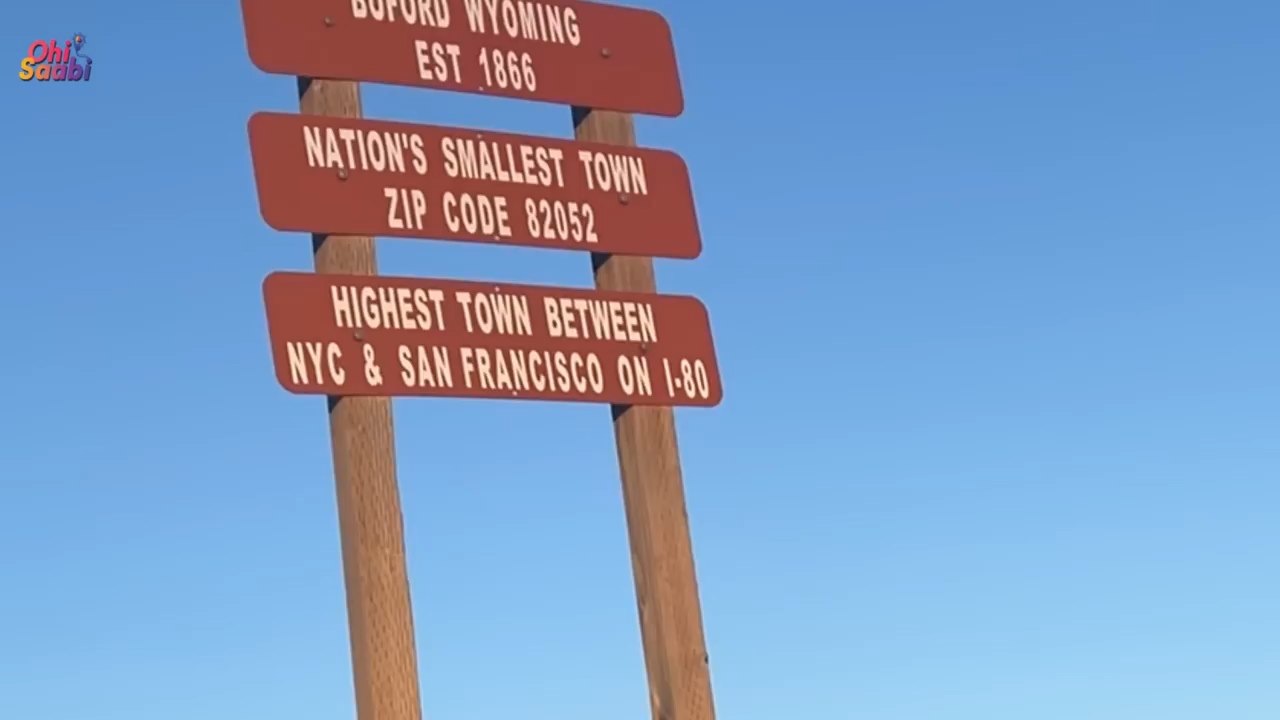 Ohi
Saabi
BUFORD WYOMING
EST 1866
NATION'S SMALLEST TOWN
ZIP CODE 82052
HIGHEST TOWN BETWEEN
NYC & SAN FRANCISCO ON I-80